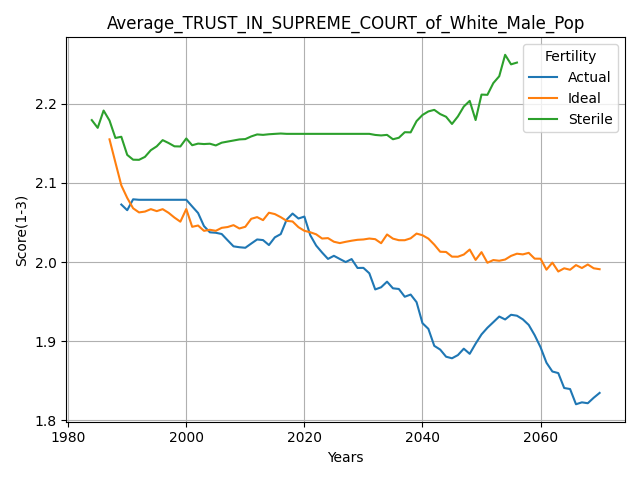 Average_TRUST_IN_SUPREME_COURT_of_White_Male_Pop
Fertility
Actual
Ideal
Sterile
Score(1-3)
2.2
2.1
2.0
1.9
1.8
1980
2000
2020
2040
2060
Years